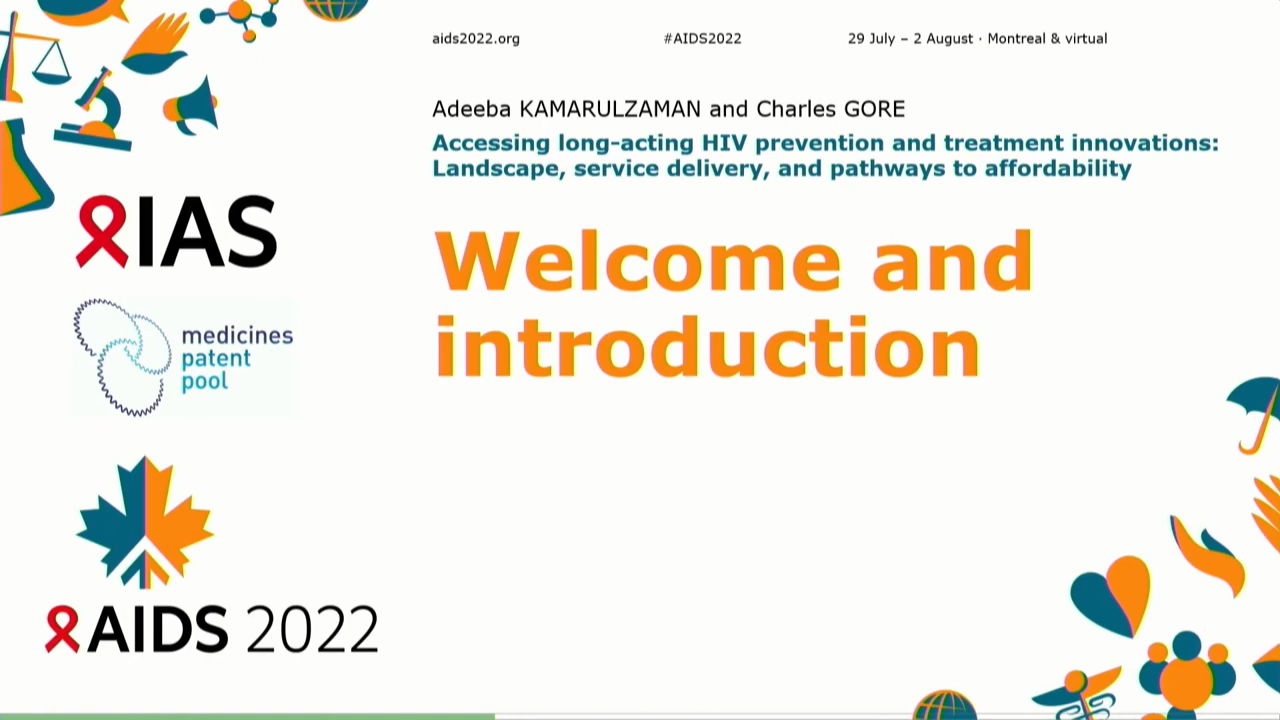 aids2022.org
#AIDS2022
29 July – 2 August · Montreal & virtual
Adeeba KAMARULZAMAN and Charles GORE
Accessing long-acting HIV prevention and treatment innovations:
Landscape, service delivery, and pathways to affordability
Welcome and
introduction
IAS
medicines
patent
pool
AIDS 2022